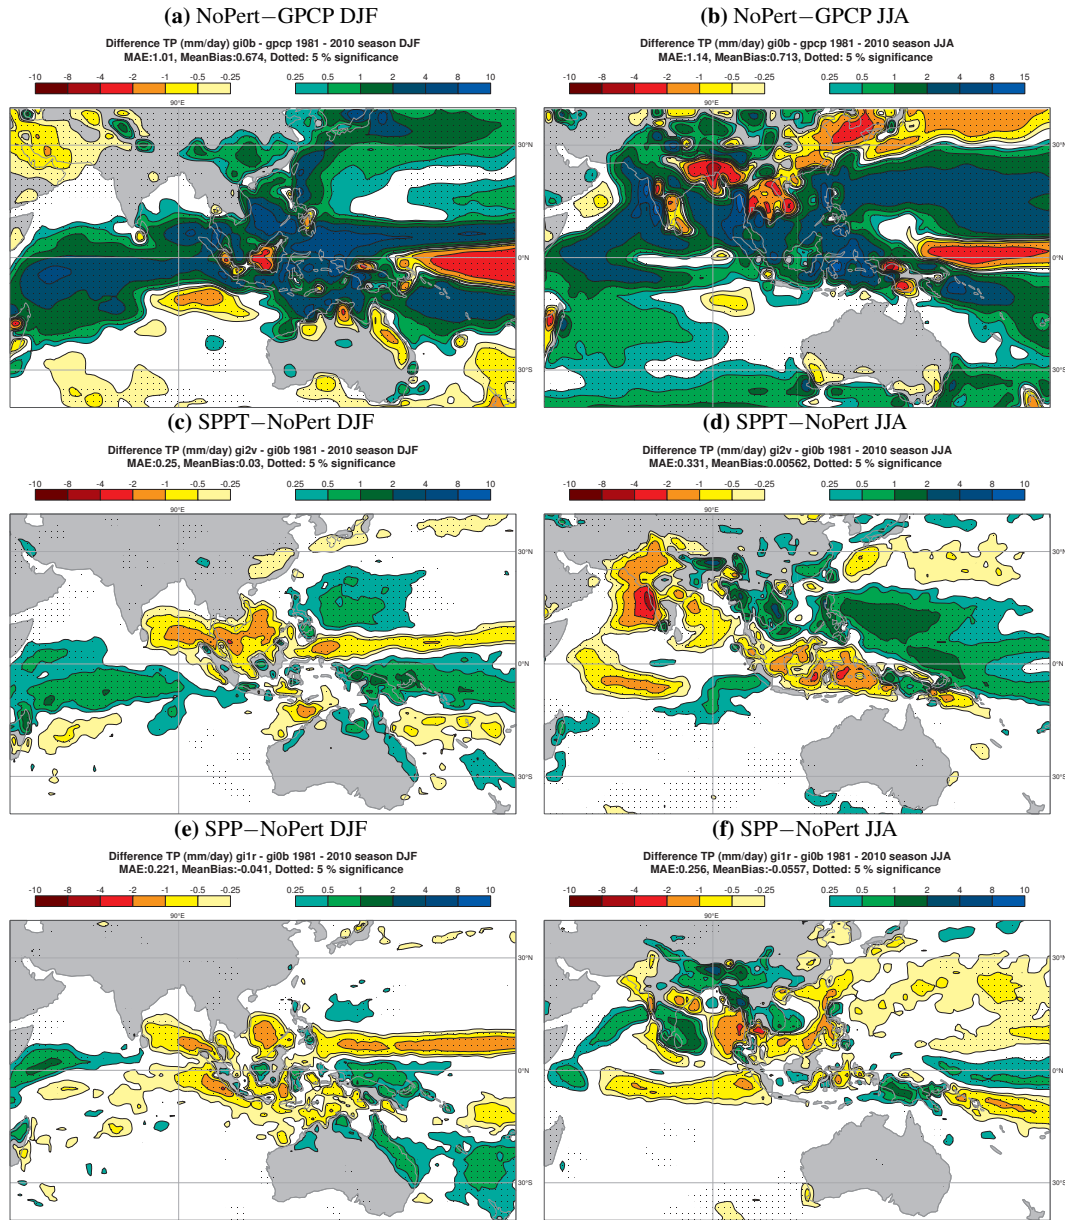 (a) NoPert−GPCP DJF
Difference TP (mm/day) gi0b - gpcp 1981 - 2010 season DJF
MAE:1.01, MeanBias:0.674, Dotted: 5 % significance
-10 -8 -4 -2 -1 -0.5 -0.25 0.25 0.5 1 2 4 8 10
90°E
30°N
0°N
30°S
(b) NoPert−GPCP JJA
Difference TP (mm/day) gi0b - gpcp 1981 - 2010 season JJA
MAE:1.14, MeanBias:0.713, Dotted: 5 % significance
-10 -8 -4 -2 -1 -0.5 -0.25 0.25 0.5 1 2 4 8 15
90°E
30°N
0°N
30°S
(c) SPPT−NoPert DJF
Difference TP (mm/day) gi2v - gi0b 1981 - 2010 season DJF
MAE:0.25, MeanBias:0.03, Dotted: 5 % significance
-10 -8 -4 -2 -1 -0.5 -0.25 0.25 0.5 1 2 4 8 10
90°E
30°N
0°N
30°S
(d) SPPT−NoPert JJA
Difference TP (mm/day) gi2v - gi0b 1981 - 2010 season JJA
MAE:0.331, MeanBias:0.00562, Dotted: 5 % significance
-10 -8 -4 -2 -1 -0.5 -0.25 0.25 0.5 1 2 4 8 10
90°E
30°N
0°N
30°S
(e) SPP−NoPert DJF
Difference TP (mm/day) gi1r - gi0b 1981 - 2010 season DJF
MAE:0.221, MeanBias:-0.041, Dotted: 5 % significance
-10 -8 -4 -2 -1 -0.5 -0.25 0.25 0.5 1 2 4 8 10
90°E
30°N
0°N
30°S
(f) SPP−NoPert JJA
Difference TP (mm/day) gi1r - gi0b 1981 - 2010 season JJA
MAE:0.256, MeanBias:-0.0557, Dotted: 5 % significance
-10 -8 -4 -2 -1 -0.5 -0.25 0.25 0.5 1 2 4 8 10
90°E
30°N
0°N
30°S